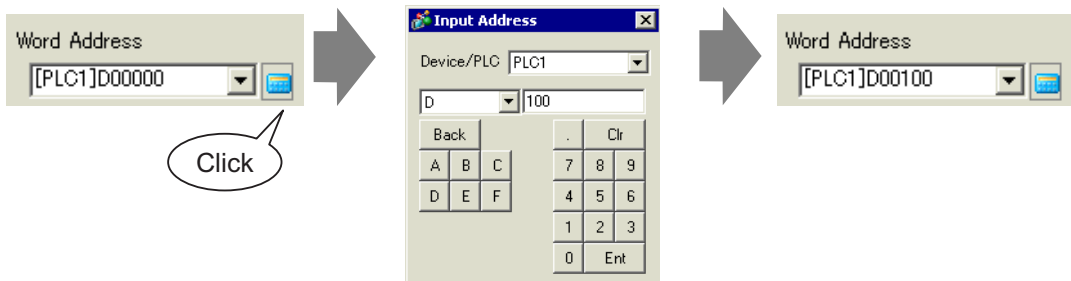 Word Address
[PLC1]D00000
Click
Input Address
Device/PLC PLC1
D 100
Back . Clr
A B C 7 8 9
D E F 4 5 6
1 2 3
0 Ent
Word Address
[PLC1]D00100